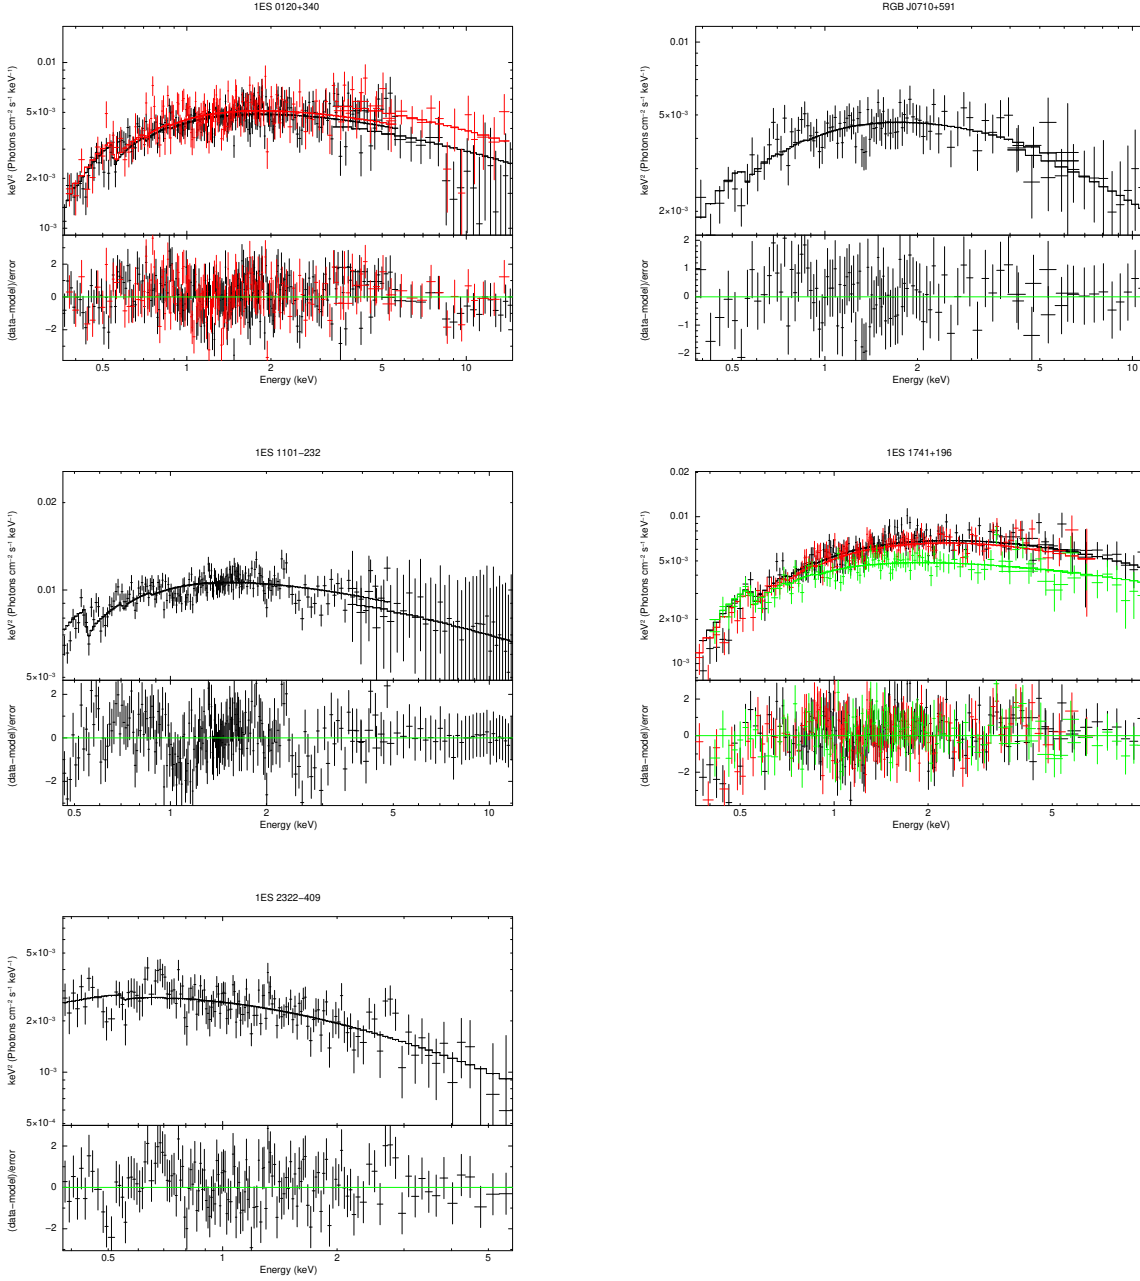 1ES 0120+340
keV² (Photons cm⁻² s⁻¹ keV⁻¹)
0.01
5×10⁻³
2×10⁻³
10⁻³
(data−model)/error
2
0
−2
0.5 1 2 5 10
Energy (keV)
RGB J0710+591
keV² (Photons cm⁻² s⁻¹ keV⁻¹)
0.01
5×10⁻³
2×10⁻³
(data−model)/error
2
1
0
−1
−2
0.5 1 2 5 10
Energy (keV)
1ES 1101−232
keV² (Photons cm⁻² s⁻¹ keV⁻¹)
0.02
0.01
5×10⁻³
(data−model)/error
2
0
−2
0.5 1 2 5 10
Energy (keV)
1ES 1741+196
keV² (Photons cm⁻² s⁻¹ keV⁻¹)
0.02
0.01
5×10⁻³
2×10⁻³
10⁻³
(data−model)/error
2
0
−2
0.5 1 2 5
Energy (keV)
1ES 2322−409
keV² (Photons cm⁻² s⁻¹ keV⁻¹)
5×10⁻³
2×10⁻³
10⁻³
5×10⁻⁴
(data−model)/error
2
0
−2
0.5 1 2 5
Energy (keV)